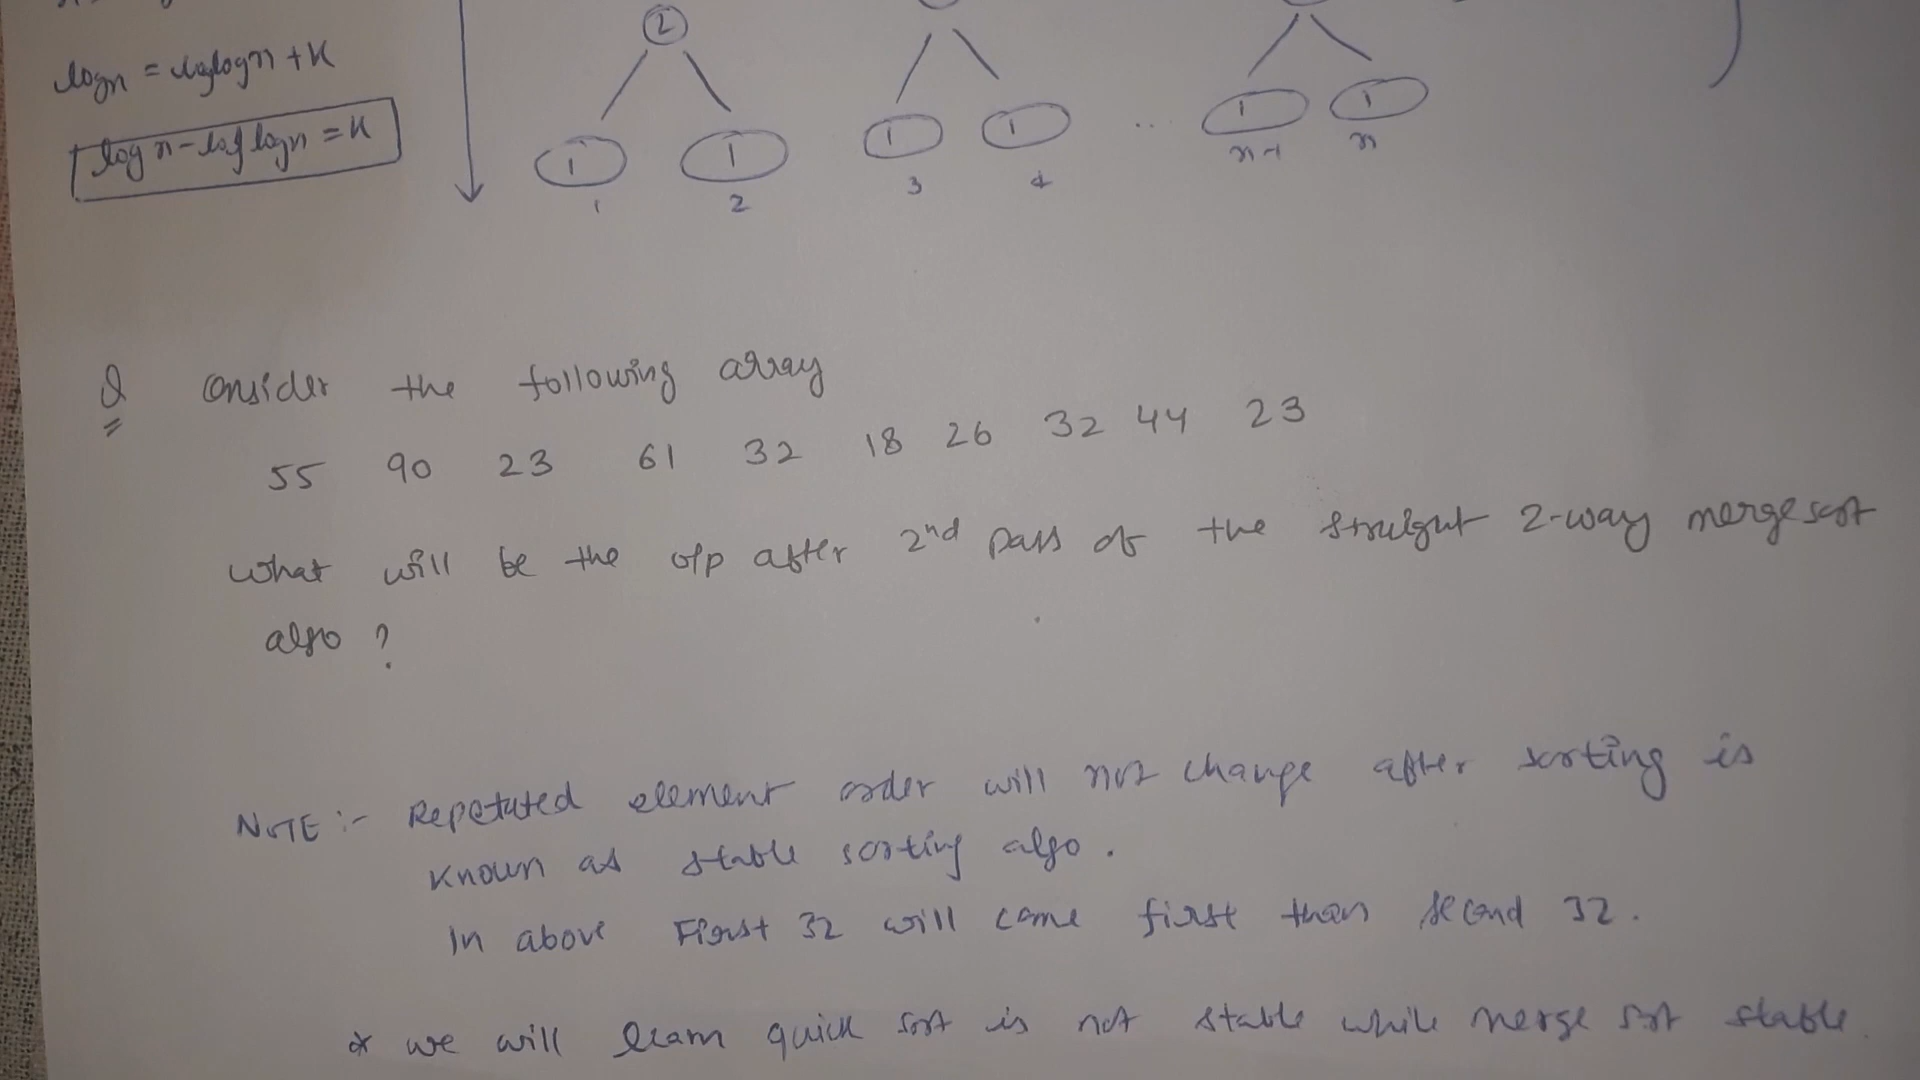 logn = loglogn + K
log n - log logn = K
2
1 1 1 1 .. 1 1
1 2 3 4 n-1 n
Q Consider the following array
55 90 23 61 32 18 26 32 44 23
What will be the o/p after 2nd pass of the straight 2-way mergesort
algo ?
NOTE :- Repetated element order will not change after sorting is
known as stable sorting algo .
In above First 32 will come first than second 32 .
* we will learn quick sort is not stable while merge sort stable